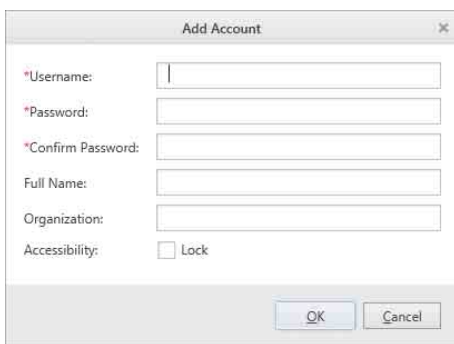 Add Account
*Username:
*Password:
*Confirm Password:
Full Name:
Organization:
Accessibility: Lock
OK Cancel